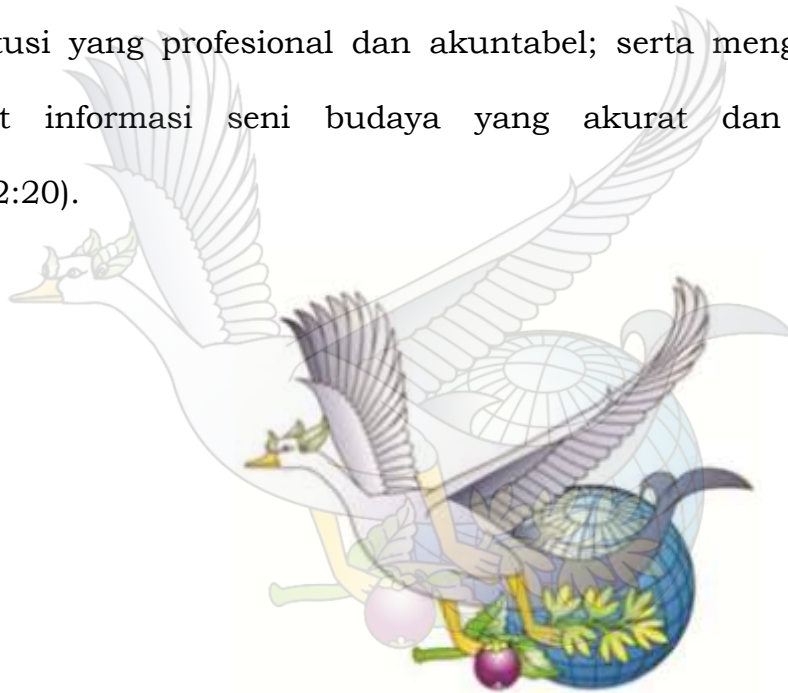 tusi yang profesional dan akuntabel; serta meng
t informasi seni budaya yang akurat dan
2:20).